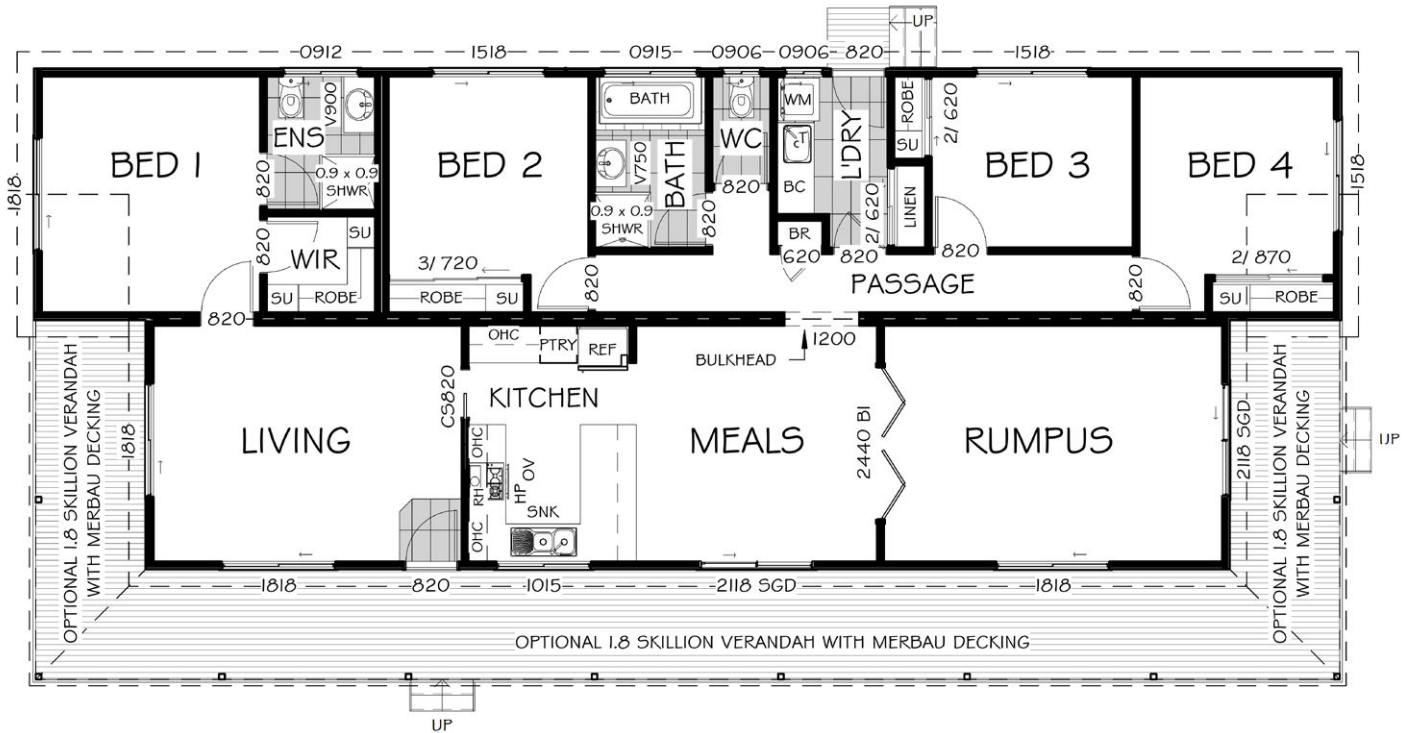 UP
0912
1518
0915
0906
0906
820
1518
BED 1
ENS
V900
820
0.9 x 0.9
SHWR
BED 2
BATH
V750
BATH
0.9 x 0.9
SHWR
820
WC
820
WM
CT
BC
L'DRY
ROBE
SU
2/ 620
LINEN
2/ 620
BED 3
BED 4
1518
1818
820
WIR
SU
SU
ROBE
3/ 720
ROBE
SU
820
BR
620
820
820
PASSAGE
820
2/ 870
SU
ROBE
820
OHC
PTRY
REF
BULKHEAD
1200
OPTIONAL 1.8 SKILLION VERANDAH
WITH MERBAU DECKING
1818
LIVING
CS820
KITCHEN
OHC
RH
OHC
HP
OV
SNK
MEALS
2440 BI
RUMPUS
2118 SGD
OPTIONAL 1.8 SKILLION VERANDAH
WITH MERBAU DECKING
UP
1818
820
1015
2118 SGD
1818
OPTIONAL 1.8 SKILLION VERANDAH WITH MERBAU DECKING
UP